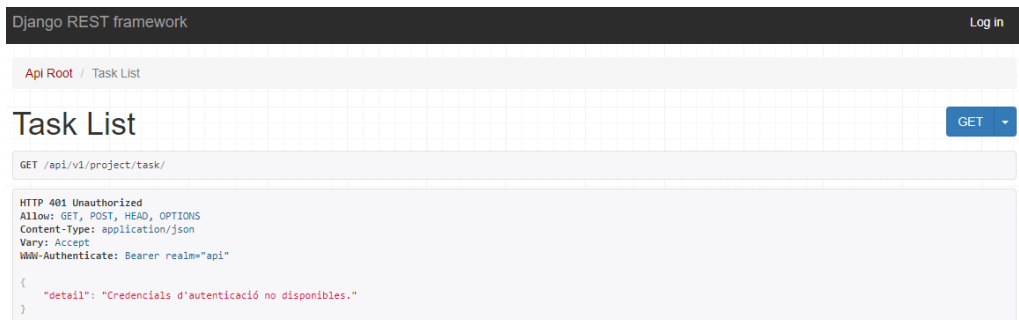 Django REST framework Log in
Api Root / Task List
Task List GET
GET /api/v1/project/task/
HTTP 401 Unauthorized
Allow: GET, POST, HEAD, OPTIONS
Content-Type: application/json
Vary: Accept
WWW-Authenticate: Bearer realm="api"
{
"detail": "Credencials d'autenticació no disponibles."
}